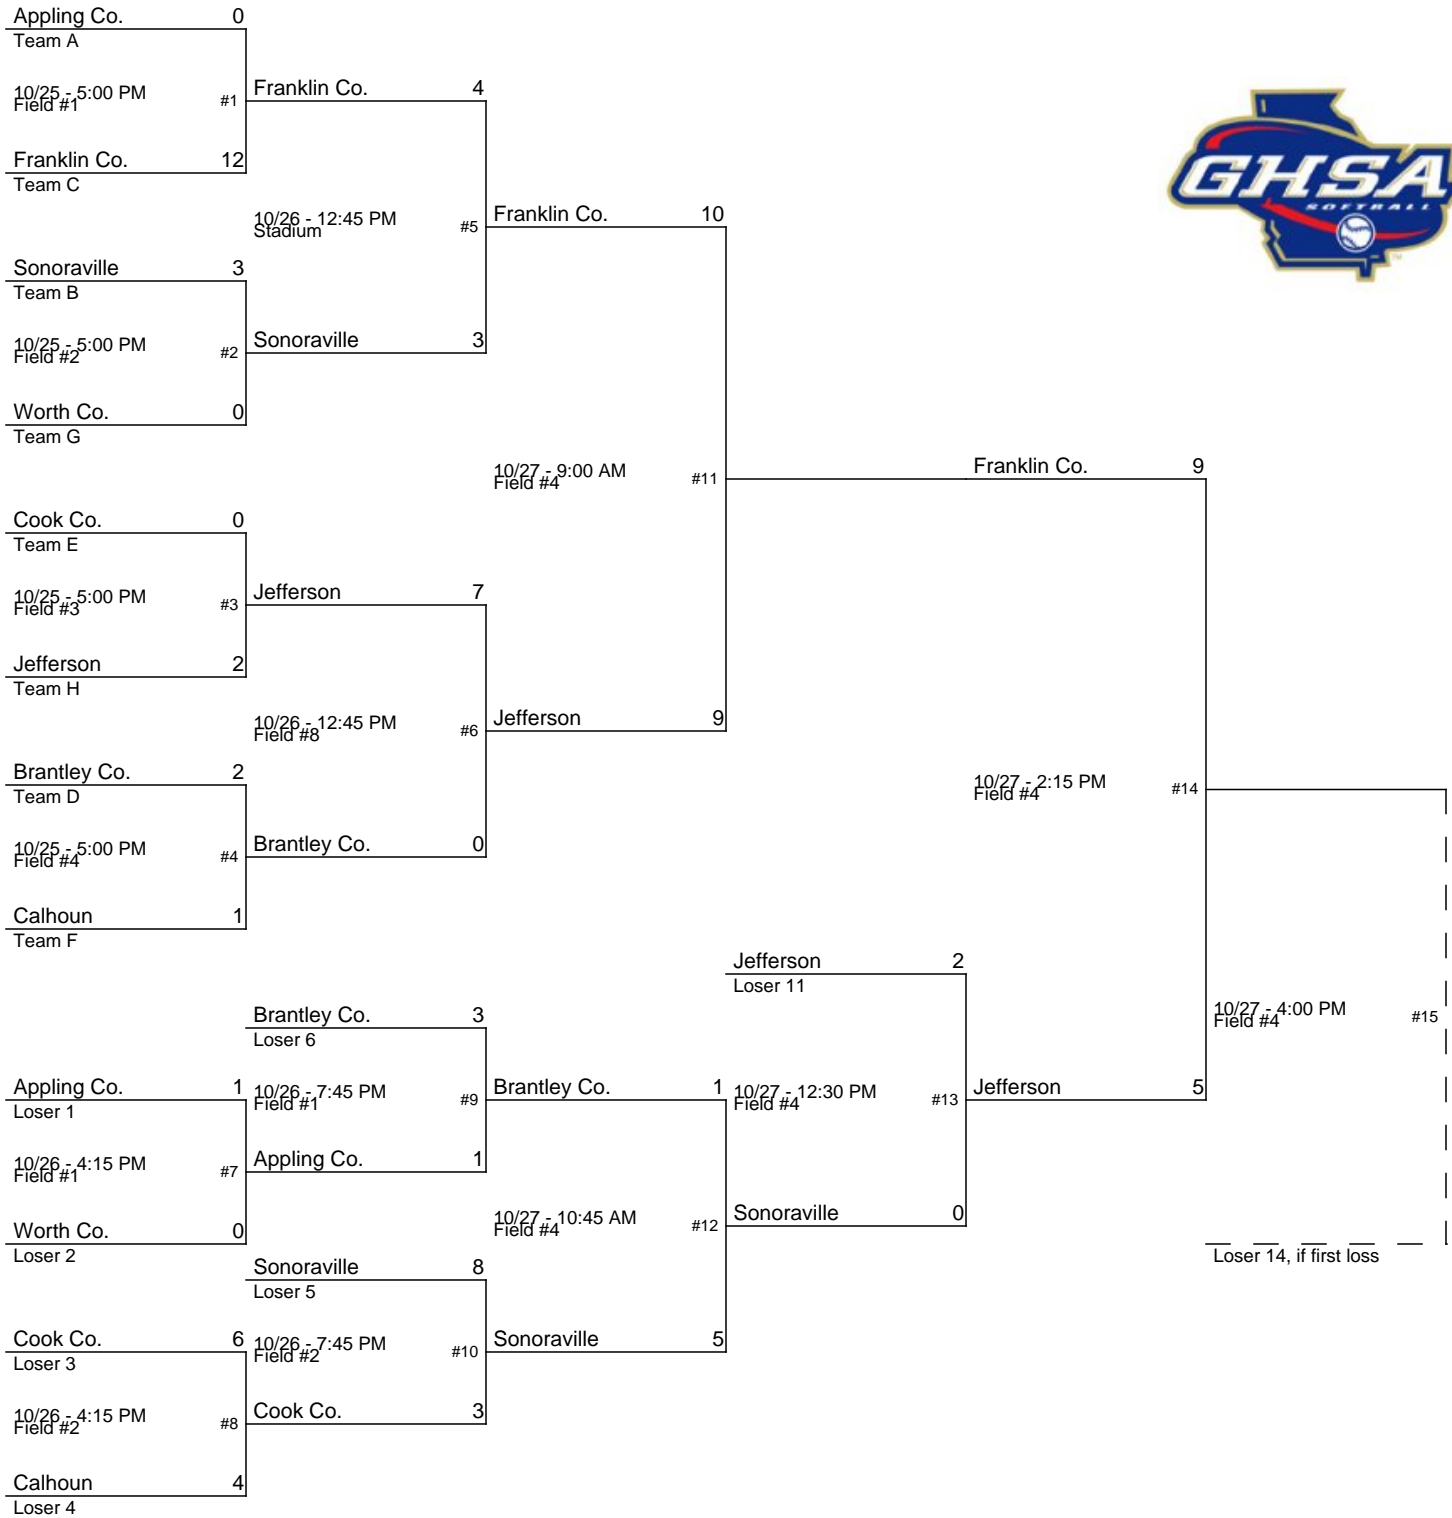 Appling Co. 0
Team A
10/25 - 5:00 PM
Field #1
#1
Franklin Co. 4
Franklin Co. 12
Team C
10/26 - 12:45 PM
Stadium
#5
Franklin Co. 10
Sonoraville 3
Team B
10/25 - 5:00 PM
Field #2
#2
Sonoraville 3
Worth Co. 0
Team G
10/27 - 9:00 AM
Field #4
#11
Franklin Co. 9
Cook Co. 0
Team E
10/25 - 5:00 PM
Field #3
#3
Jefferson 7
Jefferson 2
Team H
10/26 - 12:45 PM
Field #8
#6
Jefferson 9
Brantley Co. 2
Team D
10/27 - 2:15 PM
Field #4
#14
10/25 - 5:00 PM
Field #4
#4
Brantley Co. 0
Calhoun 1
Team F
Jefferson 2
Loser 11
Brantley Co. 3
Loser 6
10/27 - 4:00 PM
Field #4
#15
Appling Co. 1
Loser 1
10/26 - 7:45 PM
Field #1
#9
Brantley Co. 1
10/27 - 12:30 PM
Field #4
#13
Jefferson 5
10/26 - 4:15 PM
Field #1
#7
Appling Co. 1
Worth Co. 0
Loser 2
10/27 - 10:45 AM
Field #4
#12
Sonoraville 0
Sonoraville 8
Loser 5
Loser 14, if first loss
Cook Co. 6
Loser 3
10/26 - 7:45 PM
Field #2
#10
Sonoraville 5
10/26 - 4:15 PM
Field #2
#8
Cook Co. 3
Calhoun 4
Loser 4
GHSA
SOFTBALL
TM